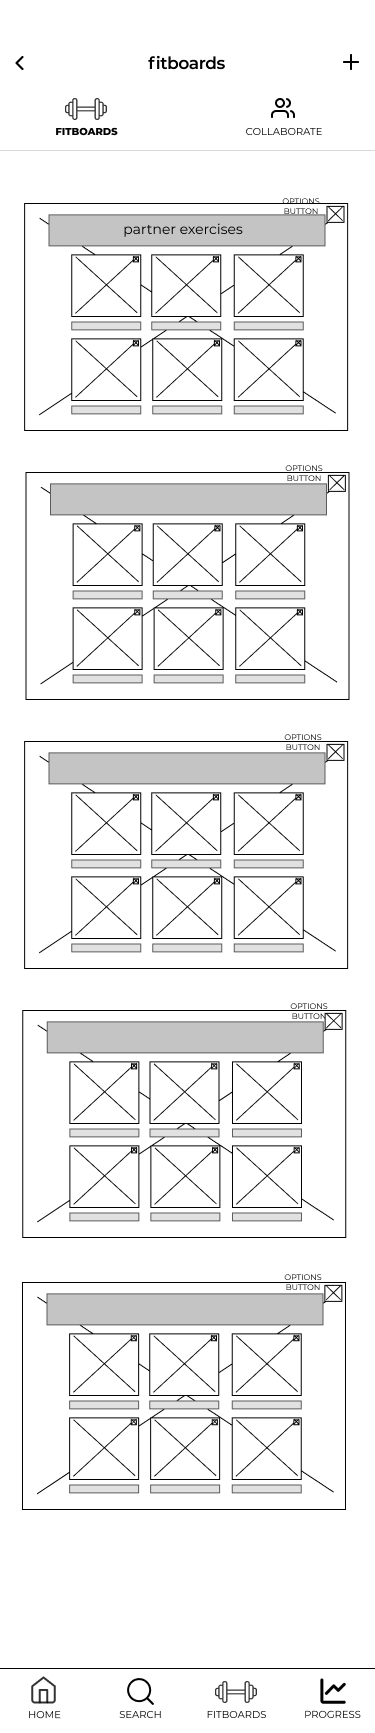 fitboards
FITBOARDS
COLLABORATE
OPTIONS
BUTTON
partner exercises
OPTIONS
BUTTON
OPTIONS
BUTTON
OPTIONS
BUTTON
OPTIONS
BUTTON
HOME
SEARCH
FITBOARDS
PROGRESS